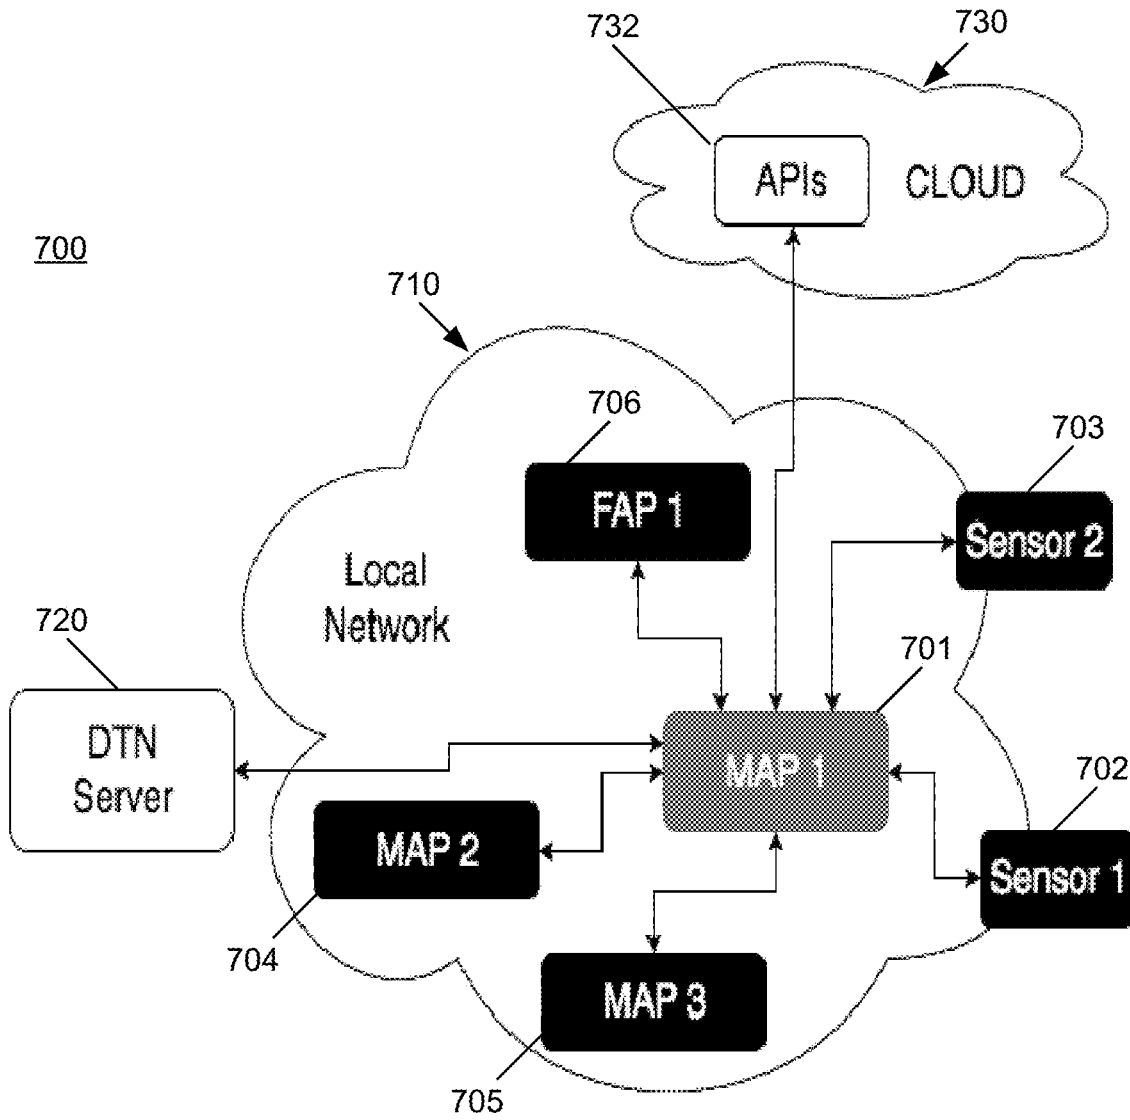 732
730
APIs
CLOUD
700
710
706
703
FAP 1
Sensor 2
Local
Network
720
701
DTN
Server
MAP 1
702
MAP 2
Sensor 1
704
MAP 3
705